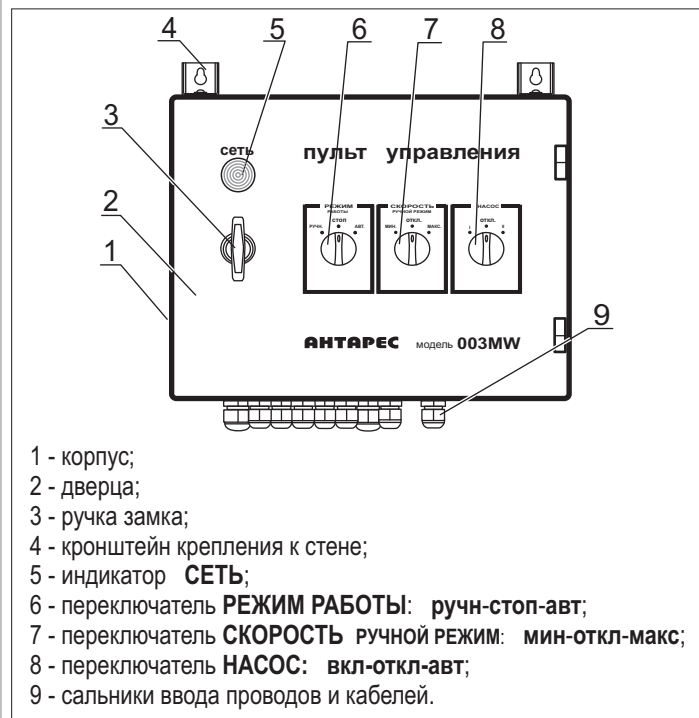 4 5 6 7 8
3
сеть пульт управления
2
РЕЖИМ СКОРОСТЬ НАСОС
РАБОТЫ РУЧНОЙ РЕЖИМ
СТОП ОТКЛ. ОТКЛ.
РУЧН. АВТ. МИН. МАКС. I II
1
9
АНТАРЕС модель 003MW
1 - корпус;
2 - дверца;
3 - ручка замка;
4 - кронштейн крепления к стене;
5 - индикатор СЕТЬ;
6 - переключатель РЕЖИМ РАБОТЫ: ручн-стоп-авт;
7 - переключатель СКОРОСТЬ РУЧНОЙ РЕЖИМ: мин-откл-макс;
8 - переключатель НАСОС: вкл-откл-авт;
9 - сальники ввода проводов и кабелей.